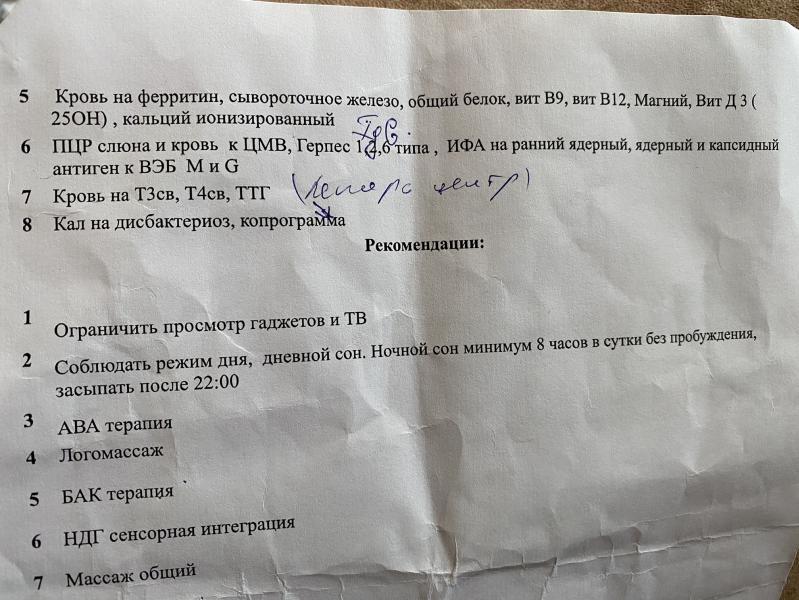 5 Кровь на ферритин, сывороточное железо, общий белок, вит В9, вит В12, Магний, Вит Д 3 (
25ОН) , кальций ионизированный
IgG
6 ПЦР слюна и кровь к ЦМВ, Герпес 1,2,6 типа , ИФА на ранний ядерный, ядерный и капсидный
антиген к ВЭБ М и G
7 Кровь на Т3св, Т4св, ТТГ ( центр)
8 Кал на дисбактериоз, копрограмма
Рекомендации:
1 Ограничить просмотр гаджетов и ТВ
2 Соблюдать режим дня, дневной сон. Ночной сон минимум 8 часов в сутки без пробуждения,
засыпать после 22:00
3 АВА терапия
4 Логомассаж
5 БАК терапия
6 НДГ сенсорная интеграция
7 Массаж общий